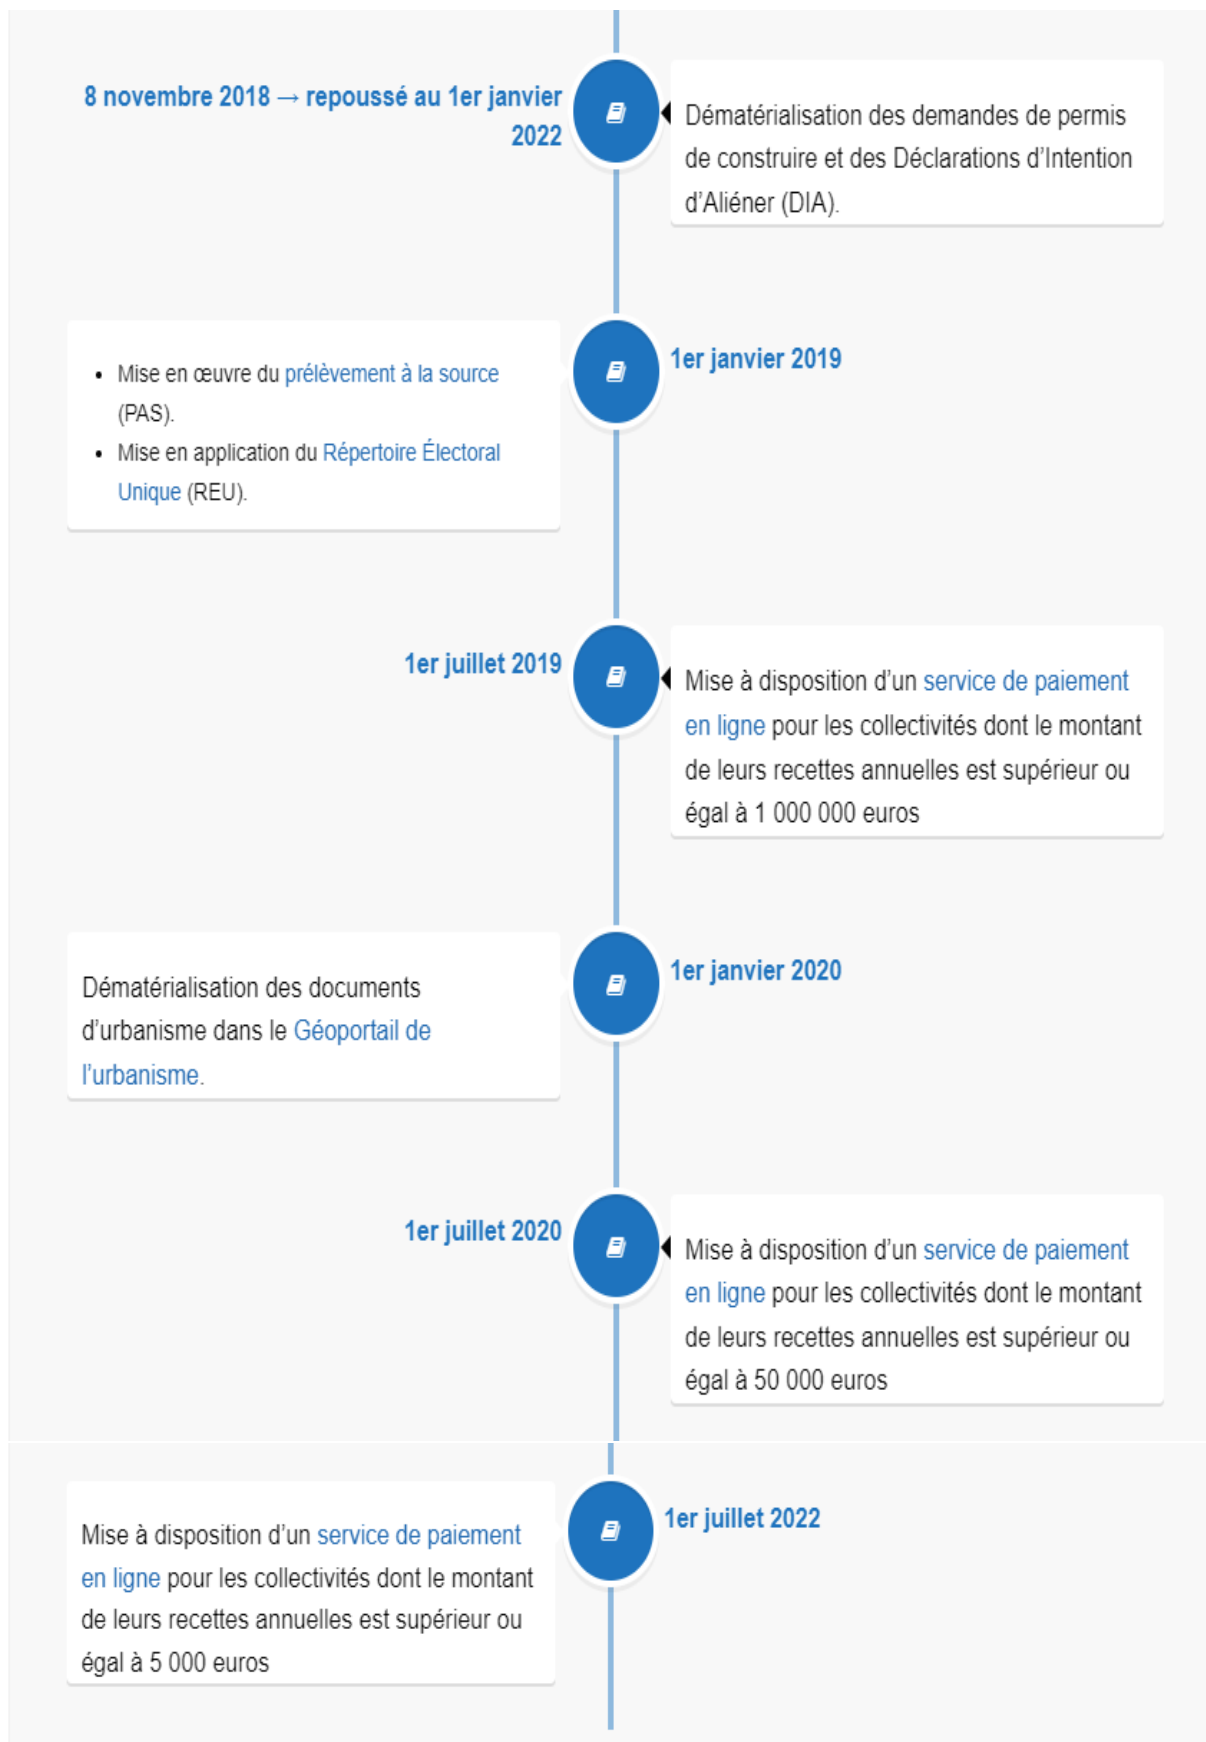 8 novembre 2018 → repoussé au 1er janvier
2022
Dématérialisation des demandes de permis
de construire et des Déclarations d’Intention
d’Aliéner (DIA).
1er janvier 2019
• Mise en œuvre du prélèvement à la source
(PAS).
• Mise en application du Répertoire Électoral
Unique (REU).
1er juillet 2019
Mise à disposition d’un service de paiement
en ligne pour les collectivités dont le montant
de leurs recettes annuelles est supérieur ou
égal à 1 000 000 euros
1er janvier 2020
Dématérialisation des documents
d’urbanisme dans le Géoportail de
l’urbanisme.
1er juillet 2020
Mise à disposition d’un service de paiement
en ligne pour les collectivités dont le montant
de leurs recettes annuelles est supérieur ou
égal à 50 000 euros
1er juillet 2022
Mise à disposition d’un service de paiement
en ligne pour les collectivités dont le montant
de leurs recettes annuelles est supérieur ou
égal à 5 000 euros